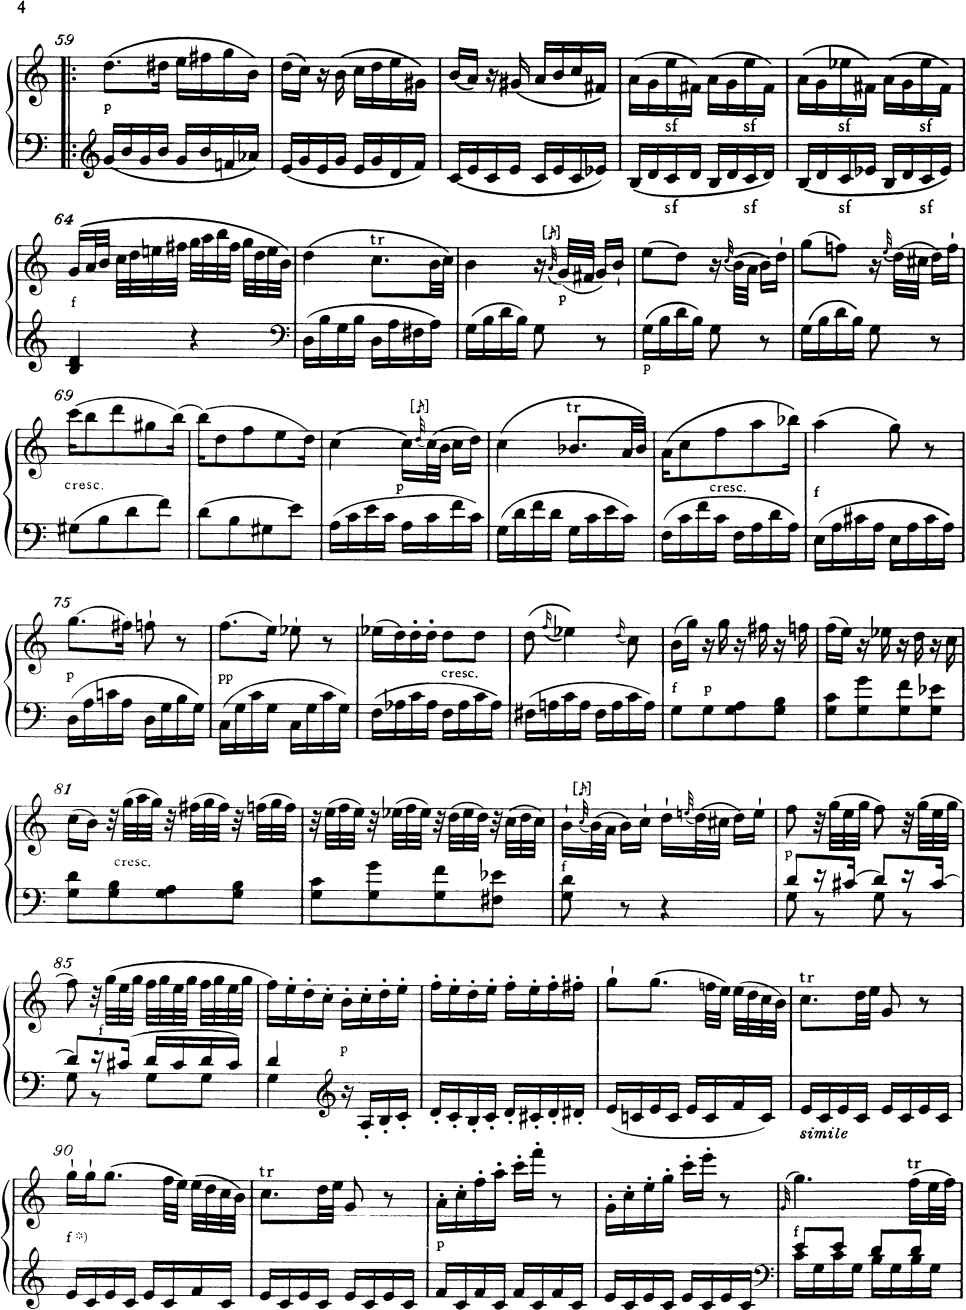 4
59
p
sf sf sf sf
sf sf sf sf
64
tr
f p
p
69
tr
cresc. p cresc. f
75
p pp cresc. f p
81
cresc. f p
85
tr
f p
simile
90
tr tr
f *) p f